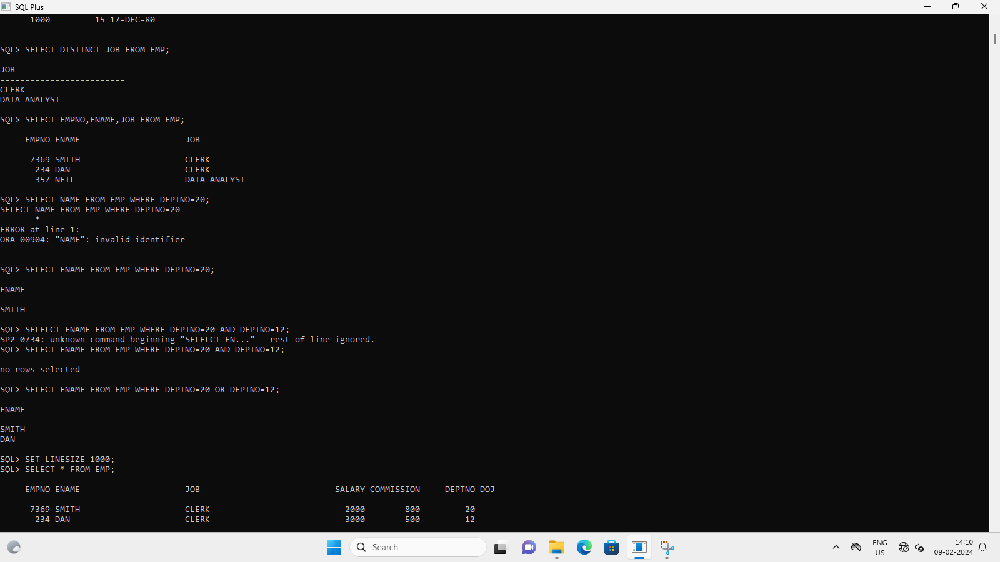 SQL Plus
      1000         15 17-DEC-80
SQL> SELECT DISTINCT JOB FROM EMP;
JOB
-------------------------
CLERK
DATA ANALYST
SQL> SELECT EMPNO,ENAME,JOB FROM EMP;
     EMPNO ENAME                     JOB
---------- ------------------------- -------------------------
      7369 SMITH                     CLERK
       234 DAN                       CLERK
       357 NEIL                      DATA ANALYST
SQL> SELECT NAME FROM EMP WHERE DEPTNO=20;
SELECT NAME FROM EMP WHERE DEPTNO=20
       *
ERROR at line 1:
ORA-00904: "NAME": invalid identifier
SQL> SELECT ENAME FROM EMP WHERE DEPTNO=20;
ENAME
-------------------------
SMITH
SQL> SELELCT ENAME FROM EMP WHERE DEPTNO=20 AND DEPTNO=12;
SP2-0734: unknown command beginning "SELELCT EN..." - rest of line ignored.
SQL> SELECT ENAME FROM EMP WHERE DEPTNO=20 AND DEPTNO=12;
no rows selected
SQL> SELECT ENAME FROM EMP WHERE DEPTNO=20 OR DEPTNO=12;
ENAME
-------------------------
SMITH
DAN
SQL> SET LINESIZE 1000;
SQL> SELECT * FROM EMP;
     EMPNO ENAME                     JOB                           SALARY COMMISSION     DEPTNO DOJ
---------- ------------------------- ------------------------- ---------- ---------- ---------- ---------
      7369 SMITH                     CLERK                           2000        800         20
       234 DAN                       CLERK                           3000        500         12
Search
ENG
US
14:10
09-02-2024